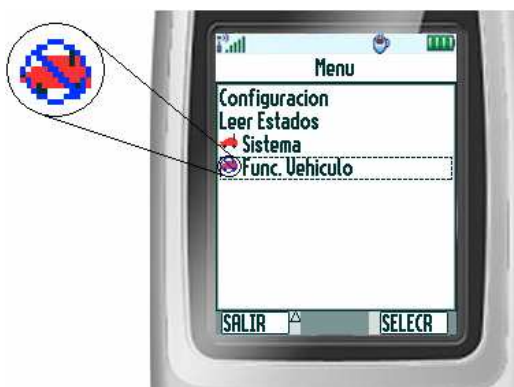 Menu
Configuracion
Leer Estados
Sistema
Func. Vehiculo
SALIR
SELECR